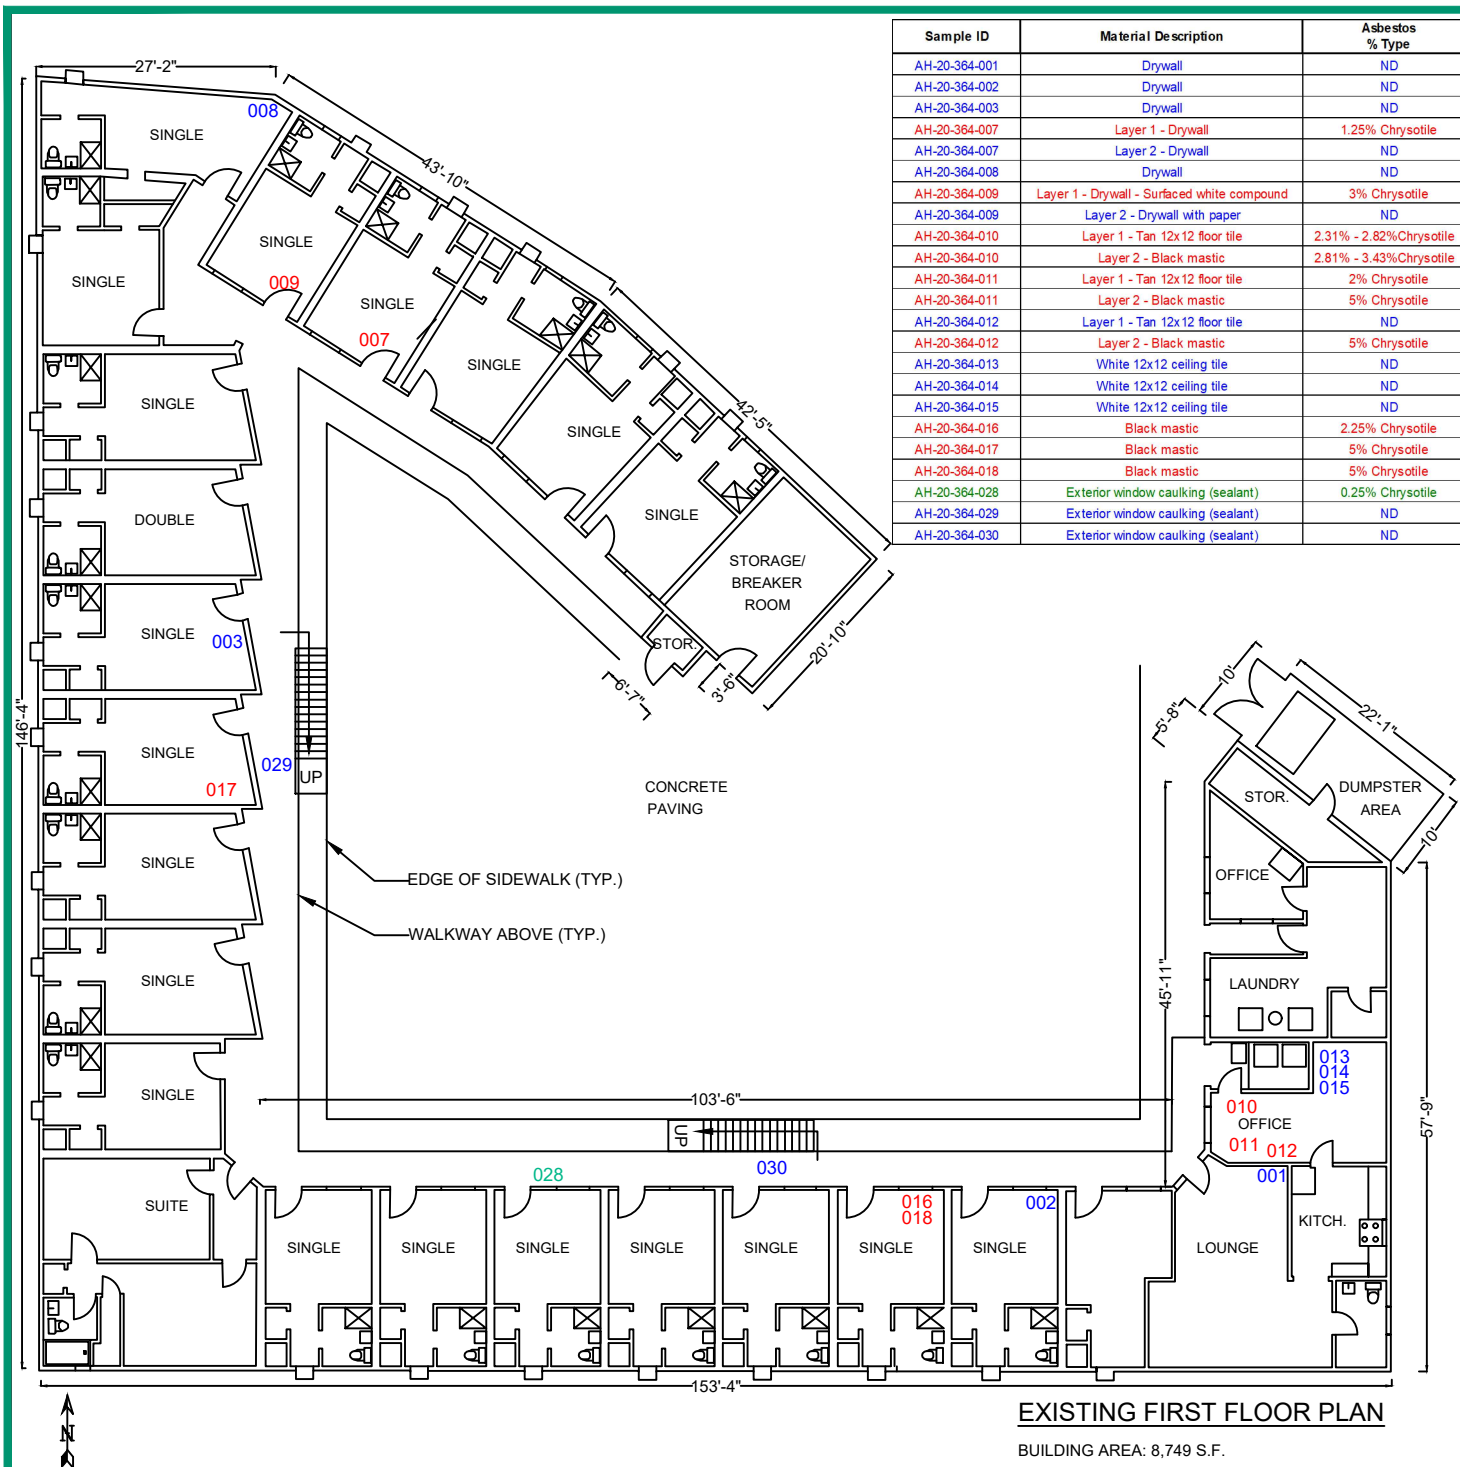 Sample ID Material Description Asbestos
% Type
AH-20-364-001 Drywall ND
AH-20-364-002 Drywall ND
AH-20-364-003 Drywall ND
AH-20-364-007 Layer 1 - Drywall 1.25% Chrysotile
AH-20-364-007 Layer 2 - Drywall ND
AH-20-364-008 Drywall ND
AH-20-364-009 Layer 1 - Drywall - Surfaced white compound 3% Chrysotile
AH-20-364-009 Layer 2 - Drywall with paper ND
AH-20-364-010 Layer 1 - Tan 12x12 floor tile 2.31% - 2.82%Chrysotile
AH-20-364-010 Layer 2 - Black mastic 2.81% - 3.43%Chrysotile
AH-20-364-011 Layer 1 - Tan 12x12 floor tile 2% Chrysotile
AH-20-364-011 Layer 2 - Black mastic 5% Chrysotile
AH-20-364-012 Layer 1 - Tan 12x12 floor tile ND
AH-20-364-012 Layer 2 - Black mastic 5% Chrysotile
AH-20-364-013 White 12x12 ceiling tile ND
AH-20-364-014 White 12x12 ceiling tile ND
AH-20-364-015 White 12x12 ceiling tile ND
AH-20-364-016 Black mastic 2.25% Chrysotile
AH-20-364-017 Black mastic 5% Chrysotile
AH-20-364-018 Black mastic 5% Chrysotile
AH-20-364-028 Exterior window caulking (sealant) 0.25% Chrysotile
AH-20-364-029 Exterior window caulking (sealant) ND
AH-20-364-030 Exterior window caulking (sealant) ND
27'-2"
008
SINGLE
43'-10"
SINGLE
009
SINGLE
SINGLE
007
SINGLE
42'-5"
SINGLE
SINGLE
SINGLE
DOUBLE
STORAGE/
BREAKER
ROOM
SINGLE
003
STOR.
20'-10"
6'-7"
3'-6"
146'-4"
SINGLE
017
029
UP
CONCRETE
PAVING
10'
5'-8"
22'-1"
STOR.
DUMPSTER
AREA
10'
SINGLE
EDGE OF SIDEWALK (TYP.)
OFFICE
WALKWAY ABOVE (TYP.)
SINGLE
45'-11"
LAUNDRY
SINGLE
103'-6"
013
014
015
010
OFFICE
011 012
57'-9"
UP
028
030
001
SUITE
016
018
002
KITCH.
SINGLE SINGLE SINGLE SINGLE SINGLE SINGLE SINGLE LOUNGE
153'-4"
N
EXISTING FIRST FLOOR PLAN
BUILDING AREA: 8,749 S.F.